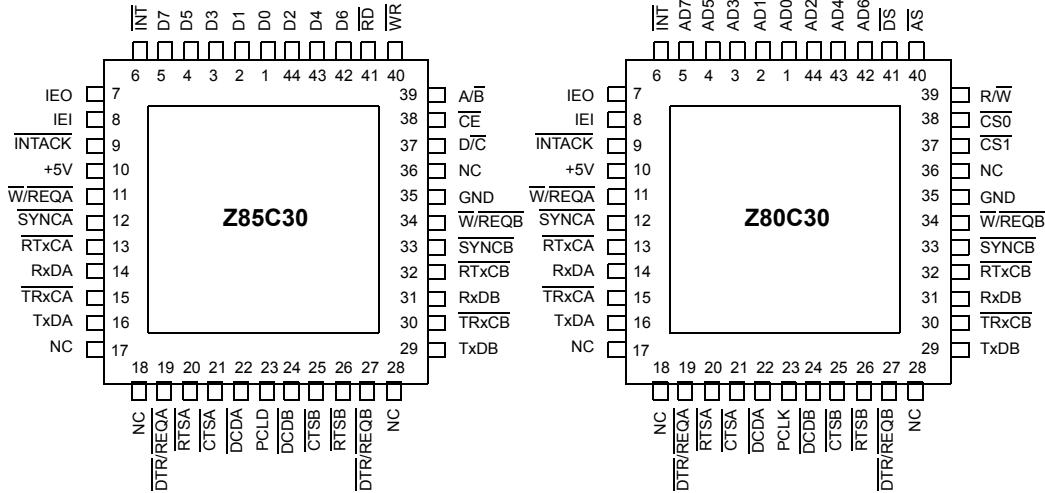 INT D7 D5 D3 D1 D0 D2 D4 D6 RD WR
6 5 4 3 2 1 44 43 42 41 40
IEO 7
IEI 8
INTACK 9
+5V 10
W/REQA 11
SYNCA 12
RTxCA 13
RxDA 14
TRxCA 15
TxDA 16
NC 17
Z85C30
39 A/B
38 CE
37 D/C
36 NC
35 GND
34 W/REQB
33 SYNCB
32 RTxCB
31 RxDB
30 TRxCB
29 TxDB
18 19 20 21 22 23 24 25 26 27 28
NC DTR/REQA RTSA CTSA DCDA PCLD DCDB CTSB RTSB DTR/REQB NC
INT AD7 AD5 AD3 AD1 AD0 AD2 AD4 AD6 DS AS
6 5 4 3 2 1 44 43 42 41 40
IEO 7
IEI 8
INTACK 9
+5V 10
W/REQA 11
SYNCA 12
RTxCA 13
RxDA 14
TRxCA 15
TxDA 16
NC 17
Z80C30
39 R/W
38 CS0
37 CS1
36 NC
35 GND
34 W/REQB
33 SYNCB
32 RTxCB
31 RxDB
30 TRxCB
29 TxDB
18 19 20 21 22 23 24 25 26 27 28
NC DTR/REQA RTSA CTSA DCDA PCLK DCDB CTSB RTSB DTR/REQB NC